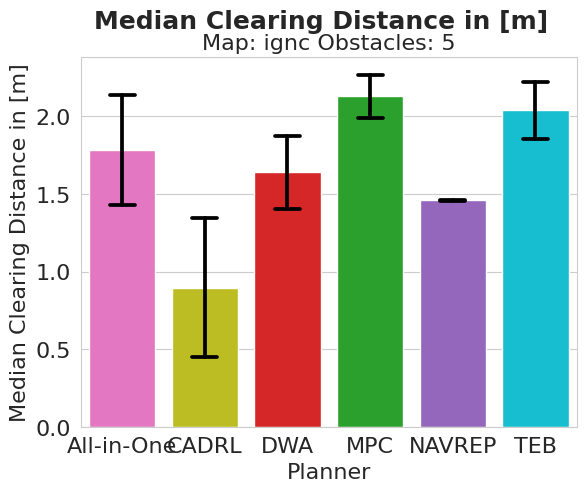 Median Clearing Distance in [m]
Map: ignc Obstacles: 5
Median Clearing Distance in [m]
2.0
1.5
1.0
0.5
0.0
All-in-One CADRL DWA MPC NAVREP TEB
Planner